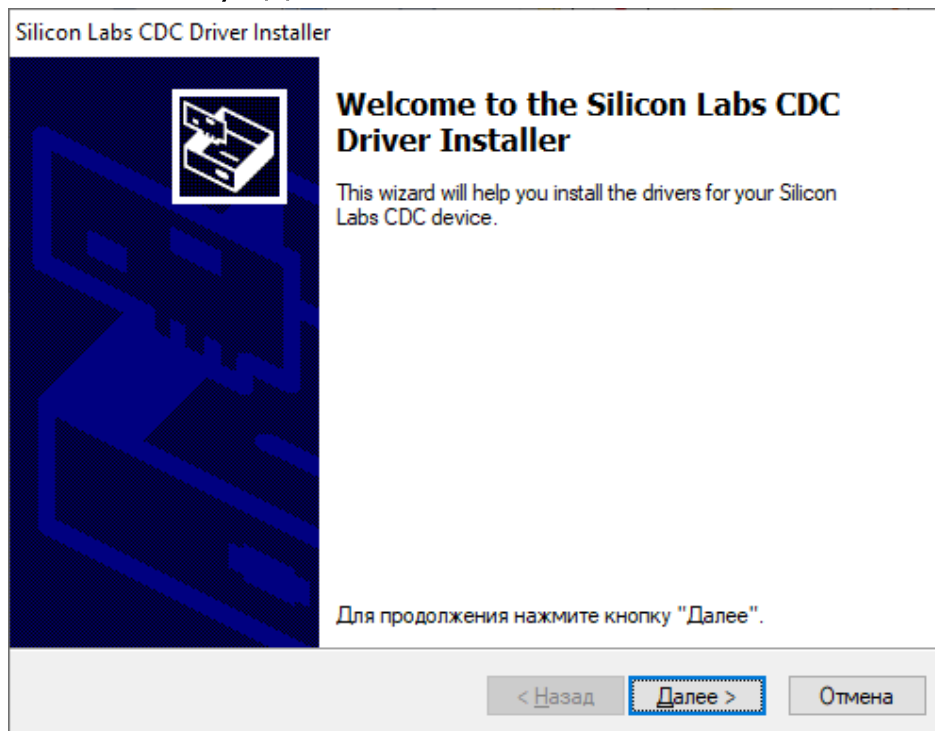 Silicon Labs CDC Driver Installer
Welcome to the Silicon Labs CDC
Driver Installer
This wizard will help you install the drivers for your Silicon
Labs CDC device.
Для продолжения нажмите кнопку "Далее".
< Назад
Далее >
Отмена